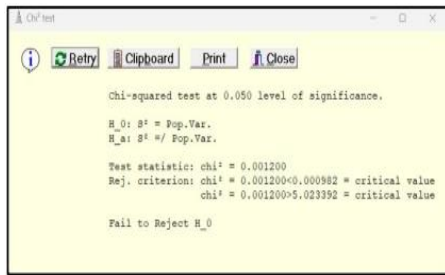 Chi² test
Retry Clipboard Print Close
Chi-squared test at 0.050 level of significance.
H_0: S² = Pop.Var.
H_a: S² =/ Pop.Var.
Test statistic: chi² = 0.001200
Rej. criterion: chi² = 0.001200<0.000982 = critical value
chi² = 0.001200>5.023392 = critical value
Fail to Reject H_0